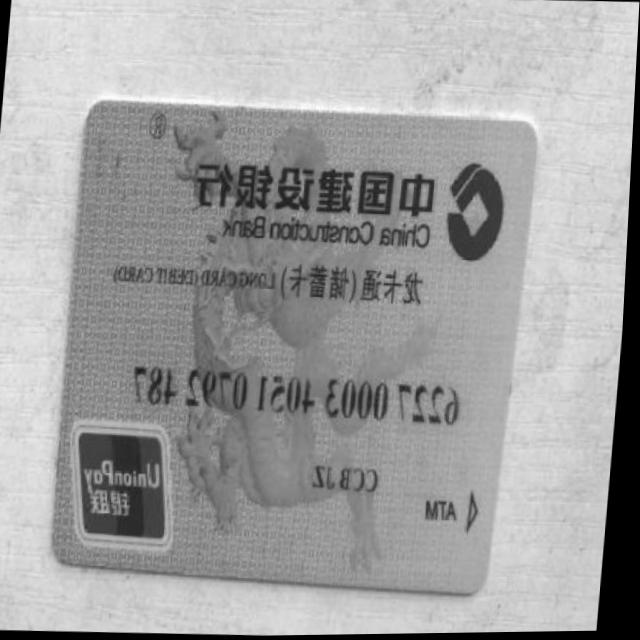 中国建设银行
China Construction Bank
龙卡通(储蓄卡) LONG CARD (DEBIT CARD)
6227 0003 4051 0792 487
CCB JZ
ATM
UnionPay
银联